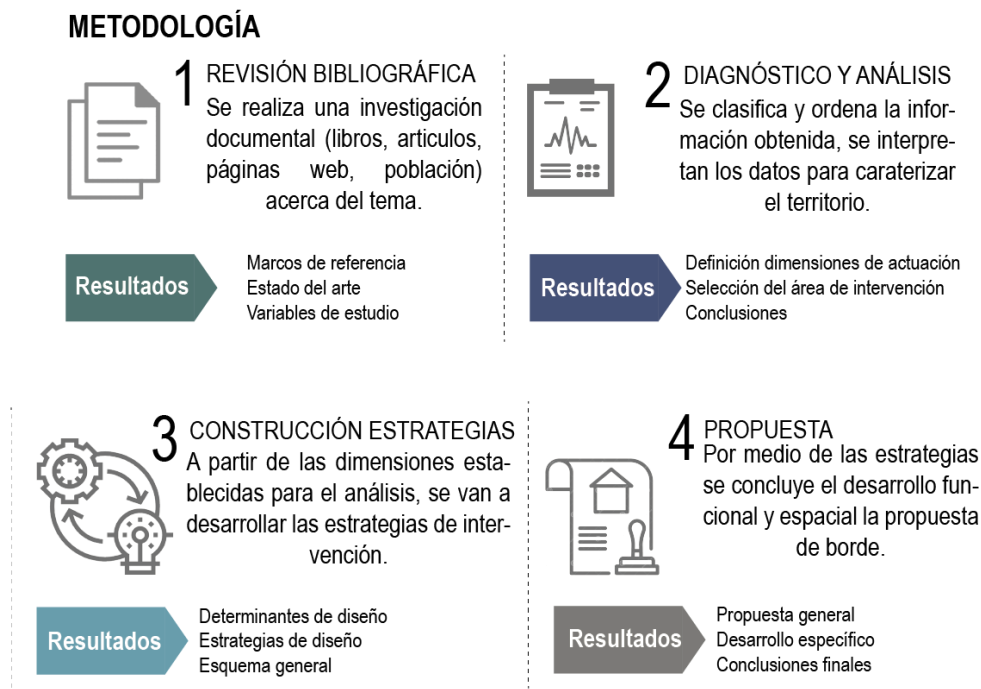 METODOLOGÍA
1 REVISIÓN BIBLIOGRÁFICA
Se realiza una investigación
documental (libros, articulos,
páginas web, población)
acerca del tema.
Resultados
Marcos de referencia
Estado del arte
Variables de estudio
2 DIAGNÓSTICO Y ANÁLISIS
Se clasifica y ordena la infor-
mación obtenida, se interpre-
tan los datos para caraterizar
el territorio.
Resultados
Definición dimensiones de actuación
Selección del área de intervención
Conclusiones
3 CONSTRUCCIÓN ESTRATEGIAS
A partir de las dimensiones esta-
blecidas para el análisis, se van a
desarrollar las estrategias de inter-
vención.
Resultados
Determinantes de diseño
Estrategias de diseño
Esquema general
4 PROPUESTA
Por medio de las estrategias
se concluye el desarrollo fun-
cional y espacial la propuesta
de borde.
Resultados
Propuesta general
Desarrollo específico
Conclusiones finales